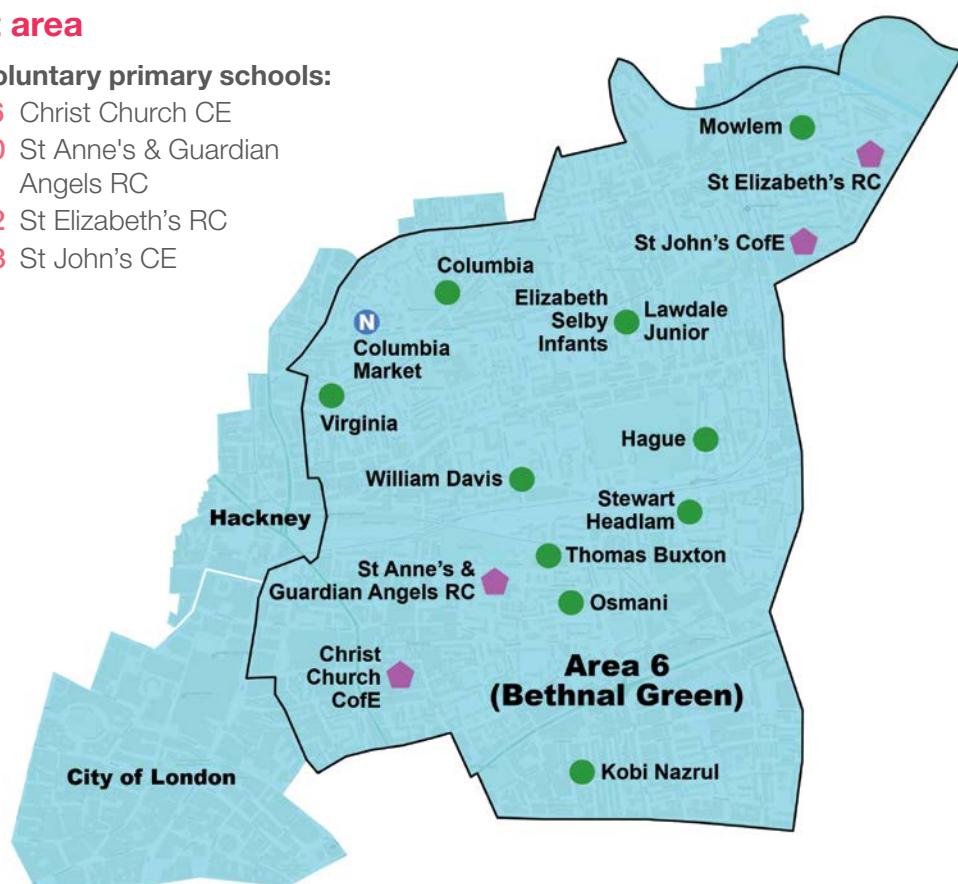 area
oluntary primary schools:
6 Christ Church CE
0 St Anne's & Guardian
Angels RC
2 St Elizabeth’s RC
3 St John’s CE
Mowlem
St Elizabeth’s RC
St John’s CofE
Columbia
Elizabeth
Selby
Infants
Lawdale
Junior
N
Columbia
Market
Virginia
Hague
William Davis
Stewart
Headlam
Hackney
Thomas Buxton
St Anne’s &
Guardian Angels RC
Osmani
Christ
Church
CofE
Area 6
(Bethnal Green)
City of London
Kobi Nazrul